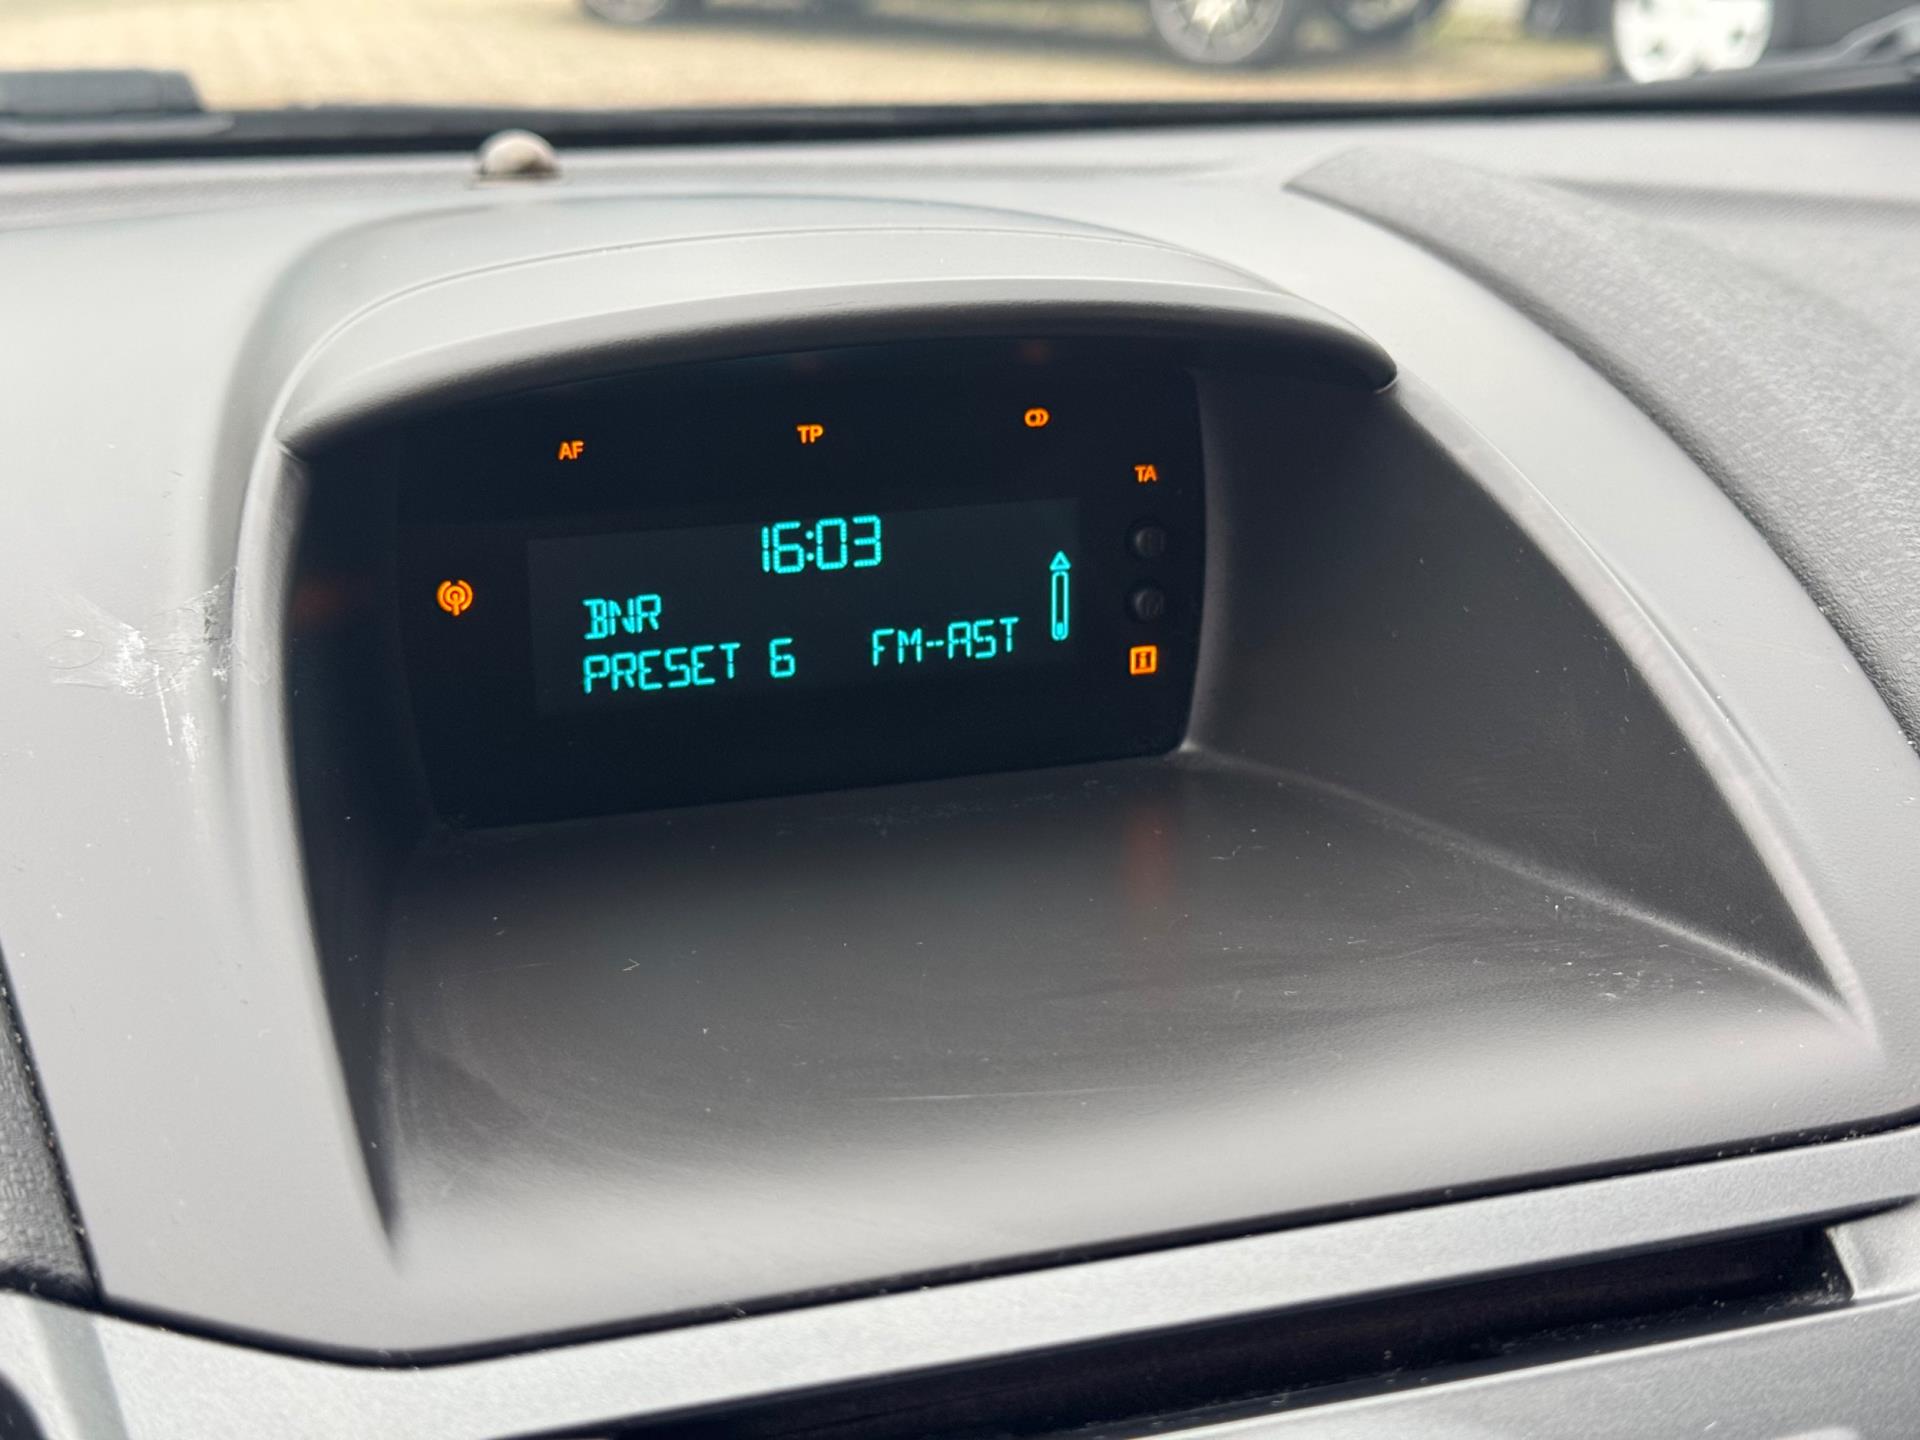 AF TP
TA
16:03
BNR
PRESET 6 FM-AST
i